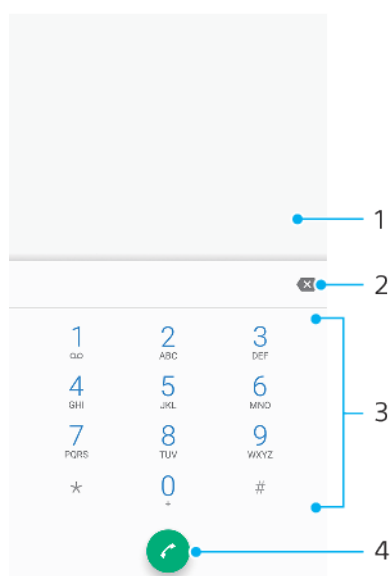 1
2
1 2 3
ABC DEF
4 5 6
GHI JKL MNO
3
7 8 9
PQRS TUV WXYZ
* 0 #
+
4